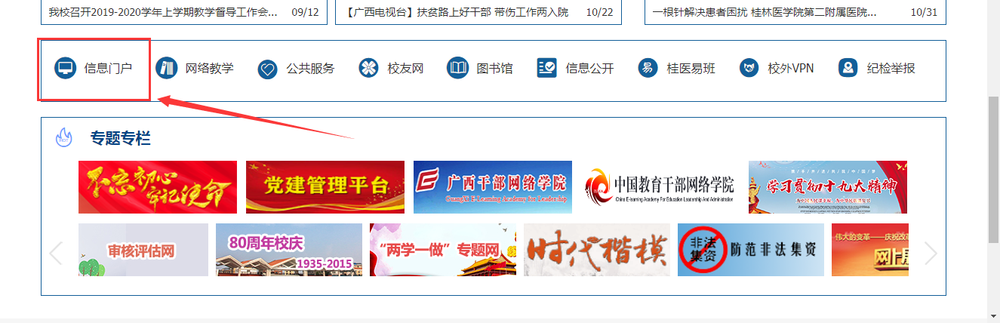 我校召开2019-2020学年上学期教学督导工作会... 09/12
【广西电视台】扶贫路上好干部 带伤工作两入院 10/22
一根针解决患者困扰 桂林医学院第二附属医院... 10/31
信息门户 网络教学 公共服务 校友网 图书馆 信息公开 易 桂医易班 校外VPN 纪检举报
HOT 专题专栏
不忘初心
牢记使命
党建管理平台
广西干部网络学院
GuangXi E-Learning Academy for Leadership
中国教育干部网络学院
China E-learning Academy For Education Leadership And Administration
学习贯彻十九大精神
审核评估网
80周年校庆
1935-2015
“两学一做”专题网
时代楷模
非法
集资
防范非法集资
伟大的变革——庆祝改
网上展